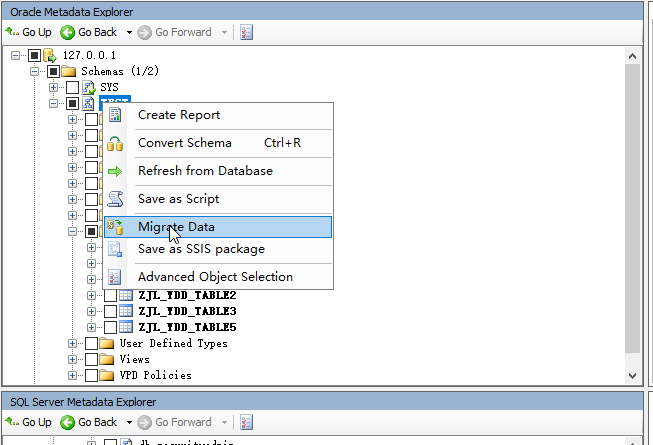 Oracle Metadata Explorer
Go Up Go Back Go Forward
127.0.0.1
Schemas (1/2)
SYS
Create Report
Convert Schema Ctrl+R
Refresh from Database
Save as Script
Migrate Data
Save as SSIS package
Advanced Object Selection
ZJL_YDD_TABLE2
ZJL_YDD_TABLE3
ZJL_YDD_TABLE5
User Defined Types
Views
VPD Policies
SQL Server Metadata Explorer
Go Up Go Back Go Forward